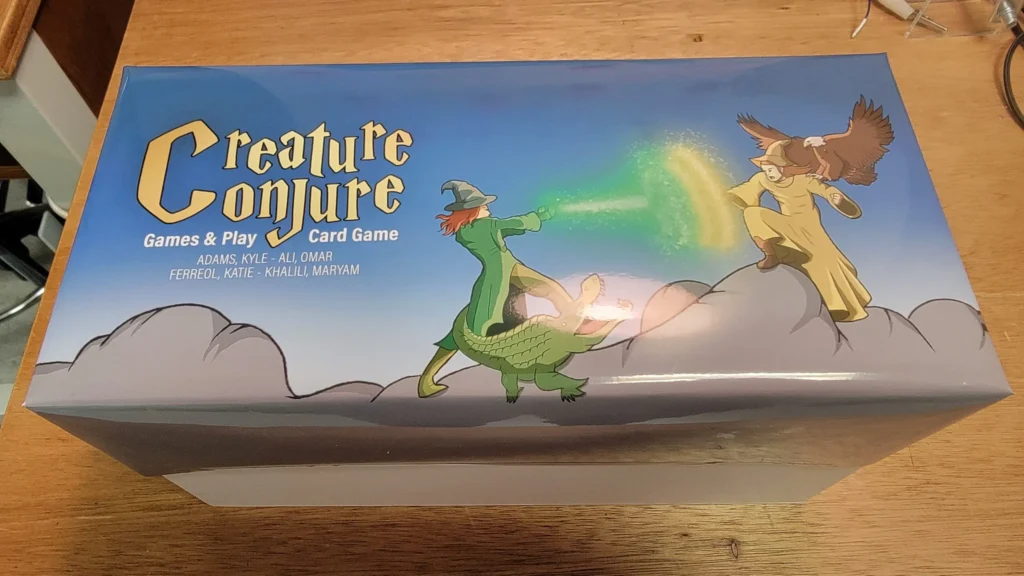 Creature
Conjure
Games & Play Card Game
ADAMS, KYLE - ALI, OMAR
FERREOL, KATIE - KHALILI, MARYAM